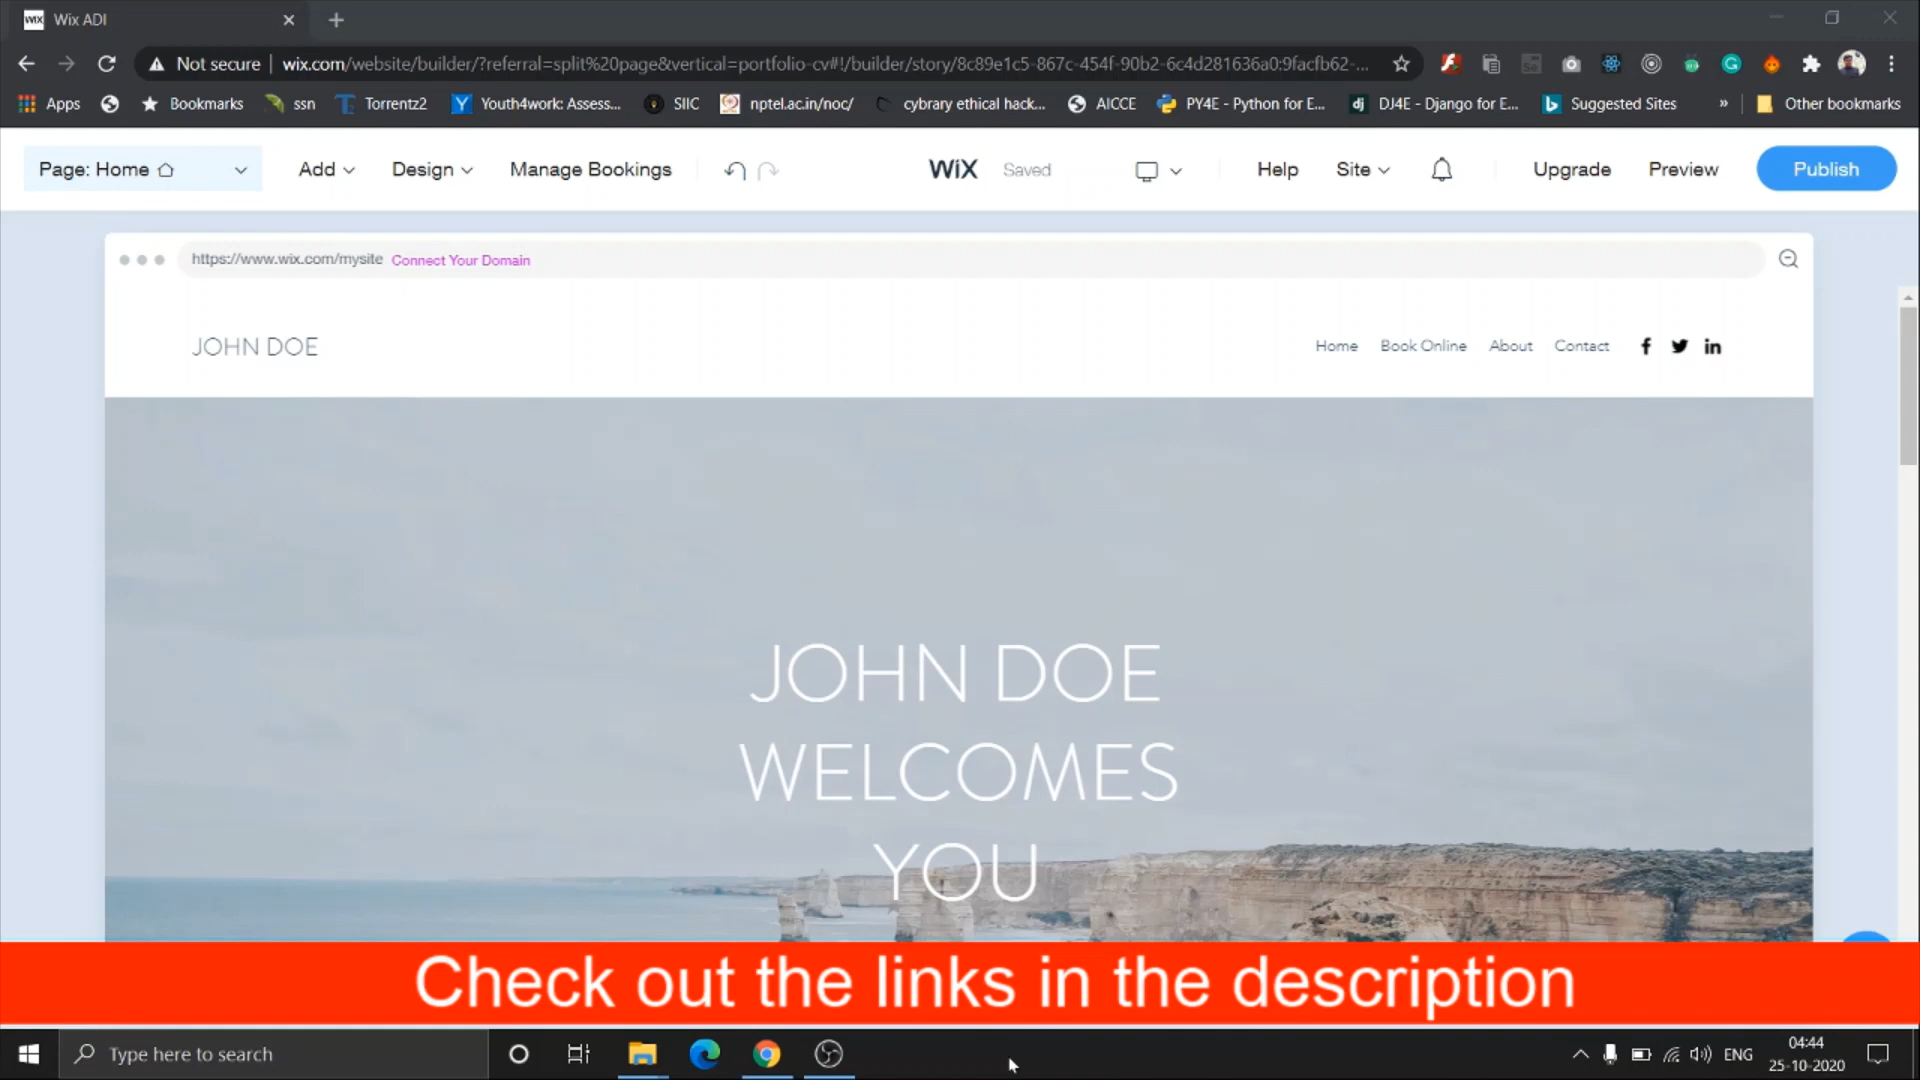 Wix ADI
Not secure wix.com/website/builder/?referral=split%20page&vertical=portfolio-cv#!/builder/story/8c89e1c5-867c-454f-90b2-6c4d281636a0:9facfb62-...
Apps Bookmarks ssn Torrentz2 Youth4work: Assess... SIIC nptel.ac.in/noc/ cybrary ethical hack... AICCE PY4E - Python for E... DJ4E - Django for E... Suggested Sites » Other bookmarks
Page: Home Add Design Manage Bookings WiX Saved Help Site Upgrade Preview Publish
https://www.wix.com/mysite Connect Your Domain
JOHN DOE Home Book Online About Contact
JOHN DOE
WELCOMES
YOU
Check out the links in the description
Type here to search ENG 04:44
25-10-2020